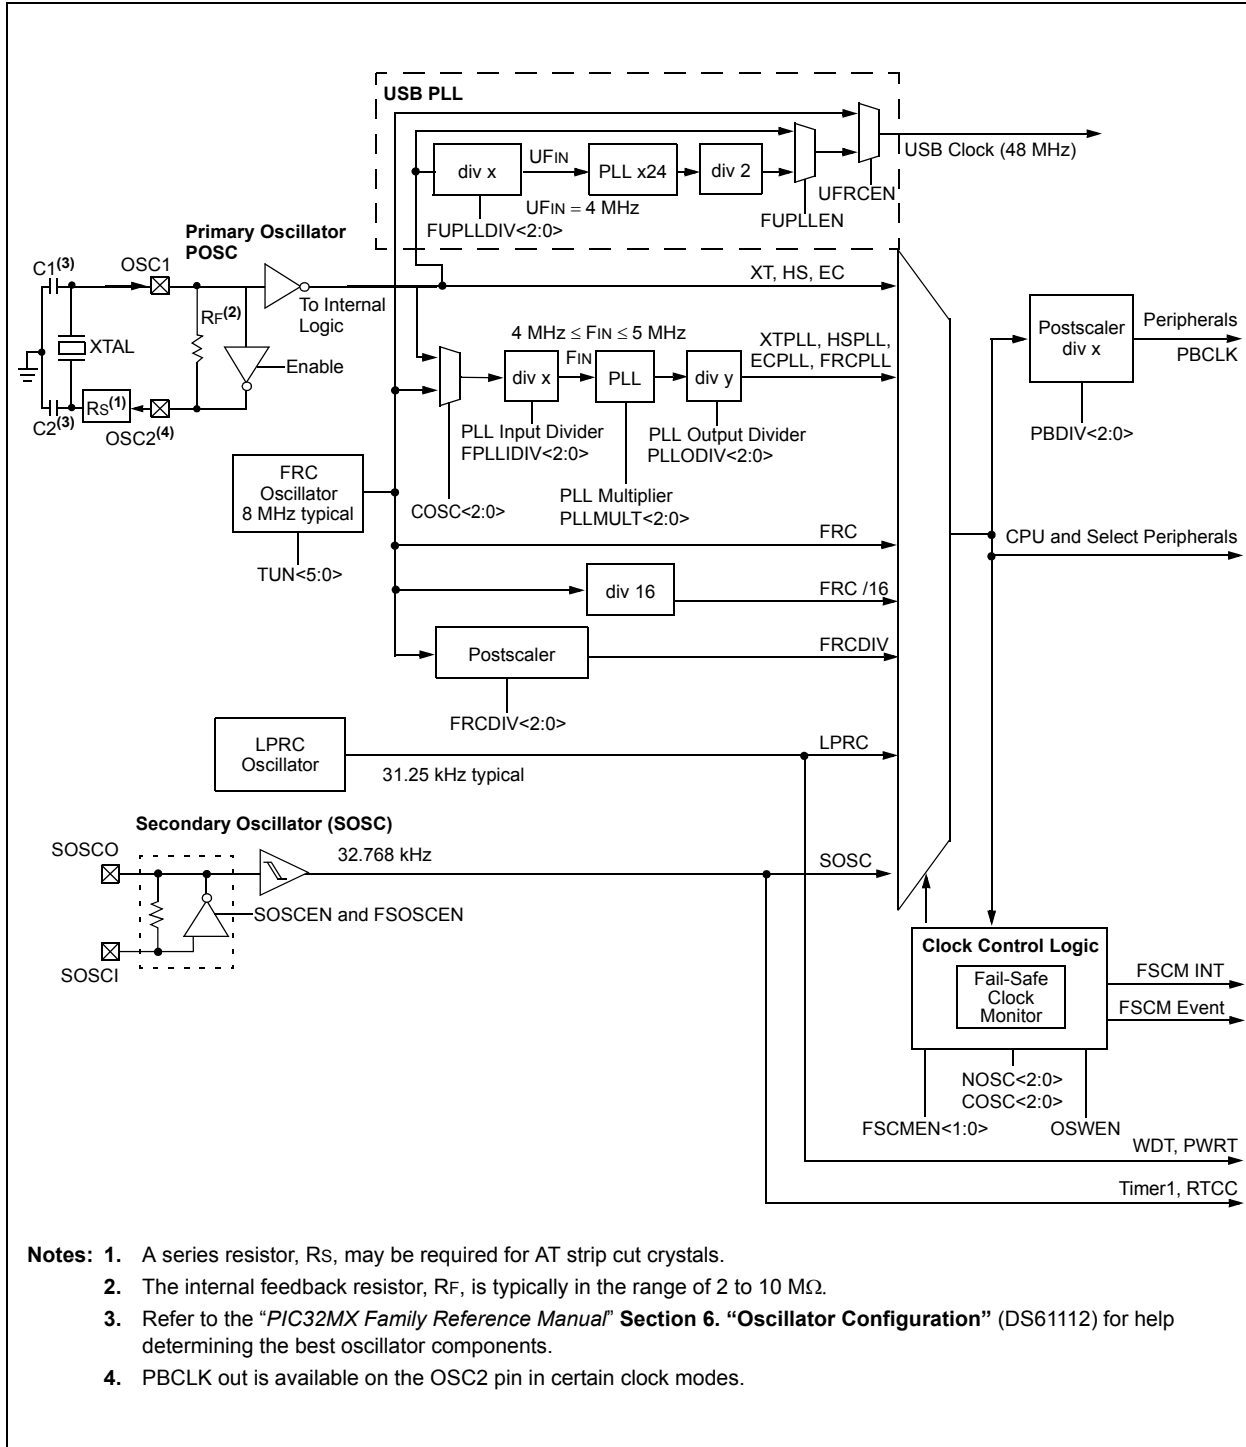 USB PLL
USB Clock (48 MHz)
div x
UFIN
PLL x24
div 2
UFIN = 4 MHz
FUPLLDIV<2:0>
UFRCEN
FUPLLEN
Primary Oscillator
POSC
C1(3)
OSC1
XT, HS, EC
To Internal
Logic
RF(2)
XTAL
Enable
RS(1)
C2(3)
OSC2(4)
4 MHz ≤ FIN ≤ 5 MHz
FIN
div x
PLL
div y
XTPLL, HSPLL,
ECPLL, FRCPLL
PLL Input Divider
FPLLIDIV<2:0>
PLL Output Divider
PLLODIV<2:0>
PLL Multiplier
PLLMULT<2:0>
COSC<2:0>
Postscaler
div x
Peripherals
PBCLK
PBDIV<2:0>
CPU and Select Peripherals
FRC
Oscillator
8 MHz typical
TUN<5:0>
FRC
div 16
FRC /16
Postscaler
FRCDIV
FRCDIV<2:0>
LPRC
Oscillator
31.25 kHz typical
LPRC
Secondary Oscillator (SOSC)
SOSCO
32.768 kHz
SOSC
SOSCEN and FSOSCEN
SOSCI
Clock Control Logic
Fail-Safe
Clock
Monitor
FSCM INT
FSCM Event
NOSC<2:0>
COSC<2:0>
FSCMEN<1:0>
OSWEN
WDT, PWRT
Timer1, RTCC
Notes: 1. A series resistor, RS, may be required for AT strip cut crystals.
2. The internal feedback resistor, RF, is typically in the range of 2 to 10 MΩ.
3. Refer to the “PIC32MX Family Reference Manual” Section 6. “Oscillator Configuration” (DS61112) for help
determining the best oscillator components.
4. PBCLK out is available on the OSC2 pin in certain clock modes.